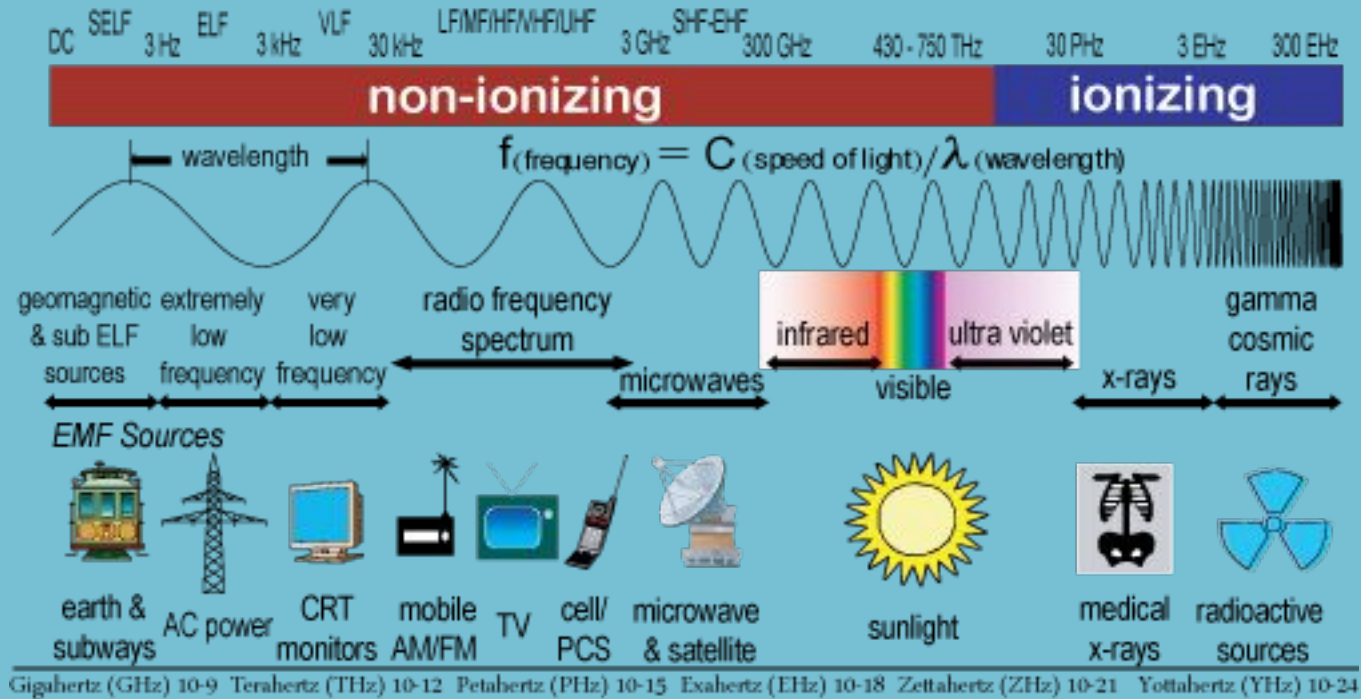 DC SELF 3 Hz ELF 3 kHz VLF 30 kHz LF/MF/HF/VHF/UHF 3 GHz SHF-EHF 300 GHz 430 - 750 THz 30 PHz 3 EHz 300 EHz
non-ionizing ionizing
wavelength f(frequency) = C (speed of light) / λ (wavelength)
geomagnetic
& sub ELF
sources
extremely
low
frequency
very
low
frequency
radio frequency
spectrum
microwaves
infrared
visible
ultra violet
x-rays
gamma
cosmic
rays
EMF Sources
earth &
subways
AC power
CRT
monitors
mobile
AM/FM
TV
cell/
PCS
microwave
& satellite
sunlight
medical
x-rays
radioactive
sources
Gigahertz (GHz) 10-9 Terahertz (THz) 10-12 Petahertz (PHz) 10-15 Exahertz (EHz) 10-18 Zettahertz (ZHz) 10-21 Yottahertz (YHz) 10-24